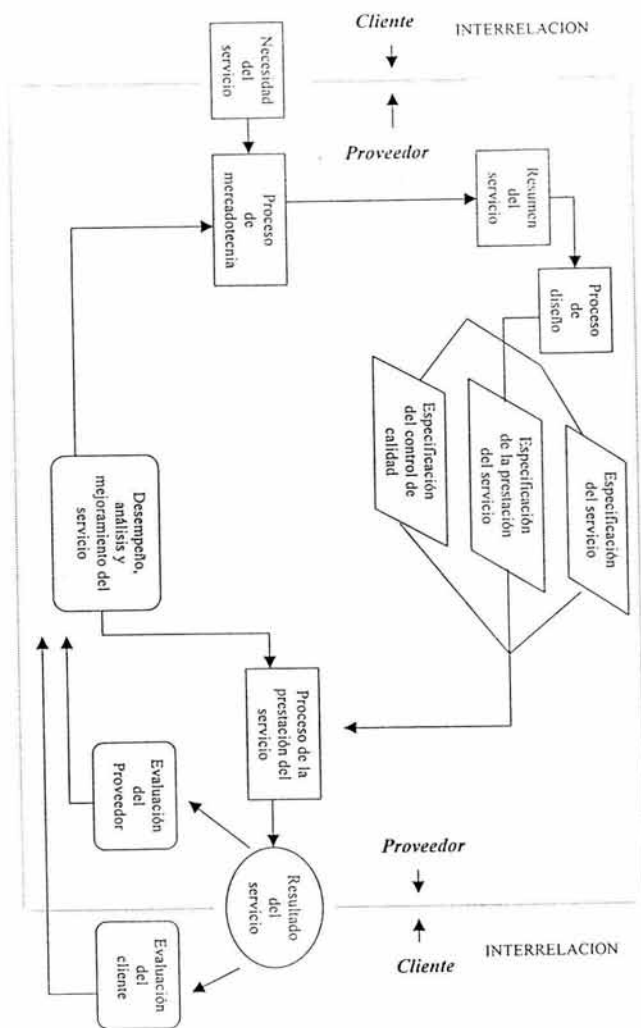 Cliente
INTERRELACION
Proveedor
Necesidad
del
servicio
Proceso
de
mercadotecnia
Resumen
del
servicio
Proceso
de
diseño
Especificación
del servicio
Especificación
de la prestación
del servicio
Especificación
del control de
calidad
Desempeño,
análisis y
mejoramiento del
servicio
Proceso de la
prestación del
servicio
Evaluación
del
Proveedor
Resultado
del
servicio
Evaluación
del
cliente
Proveedor
Cliente
INTERRELACION